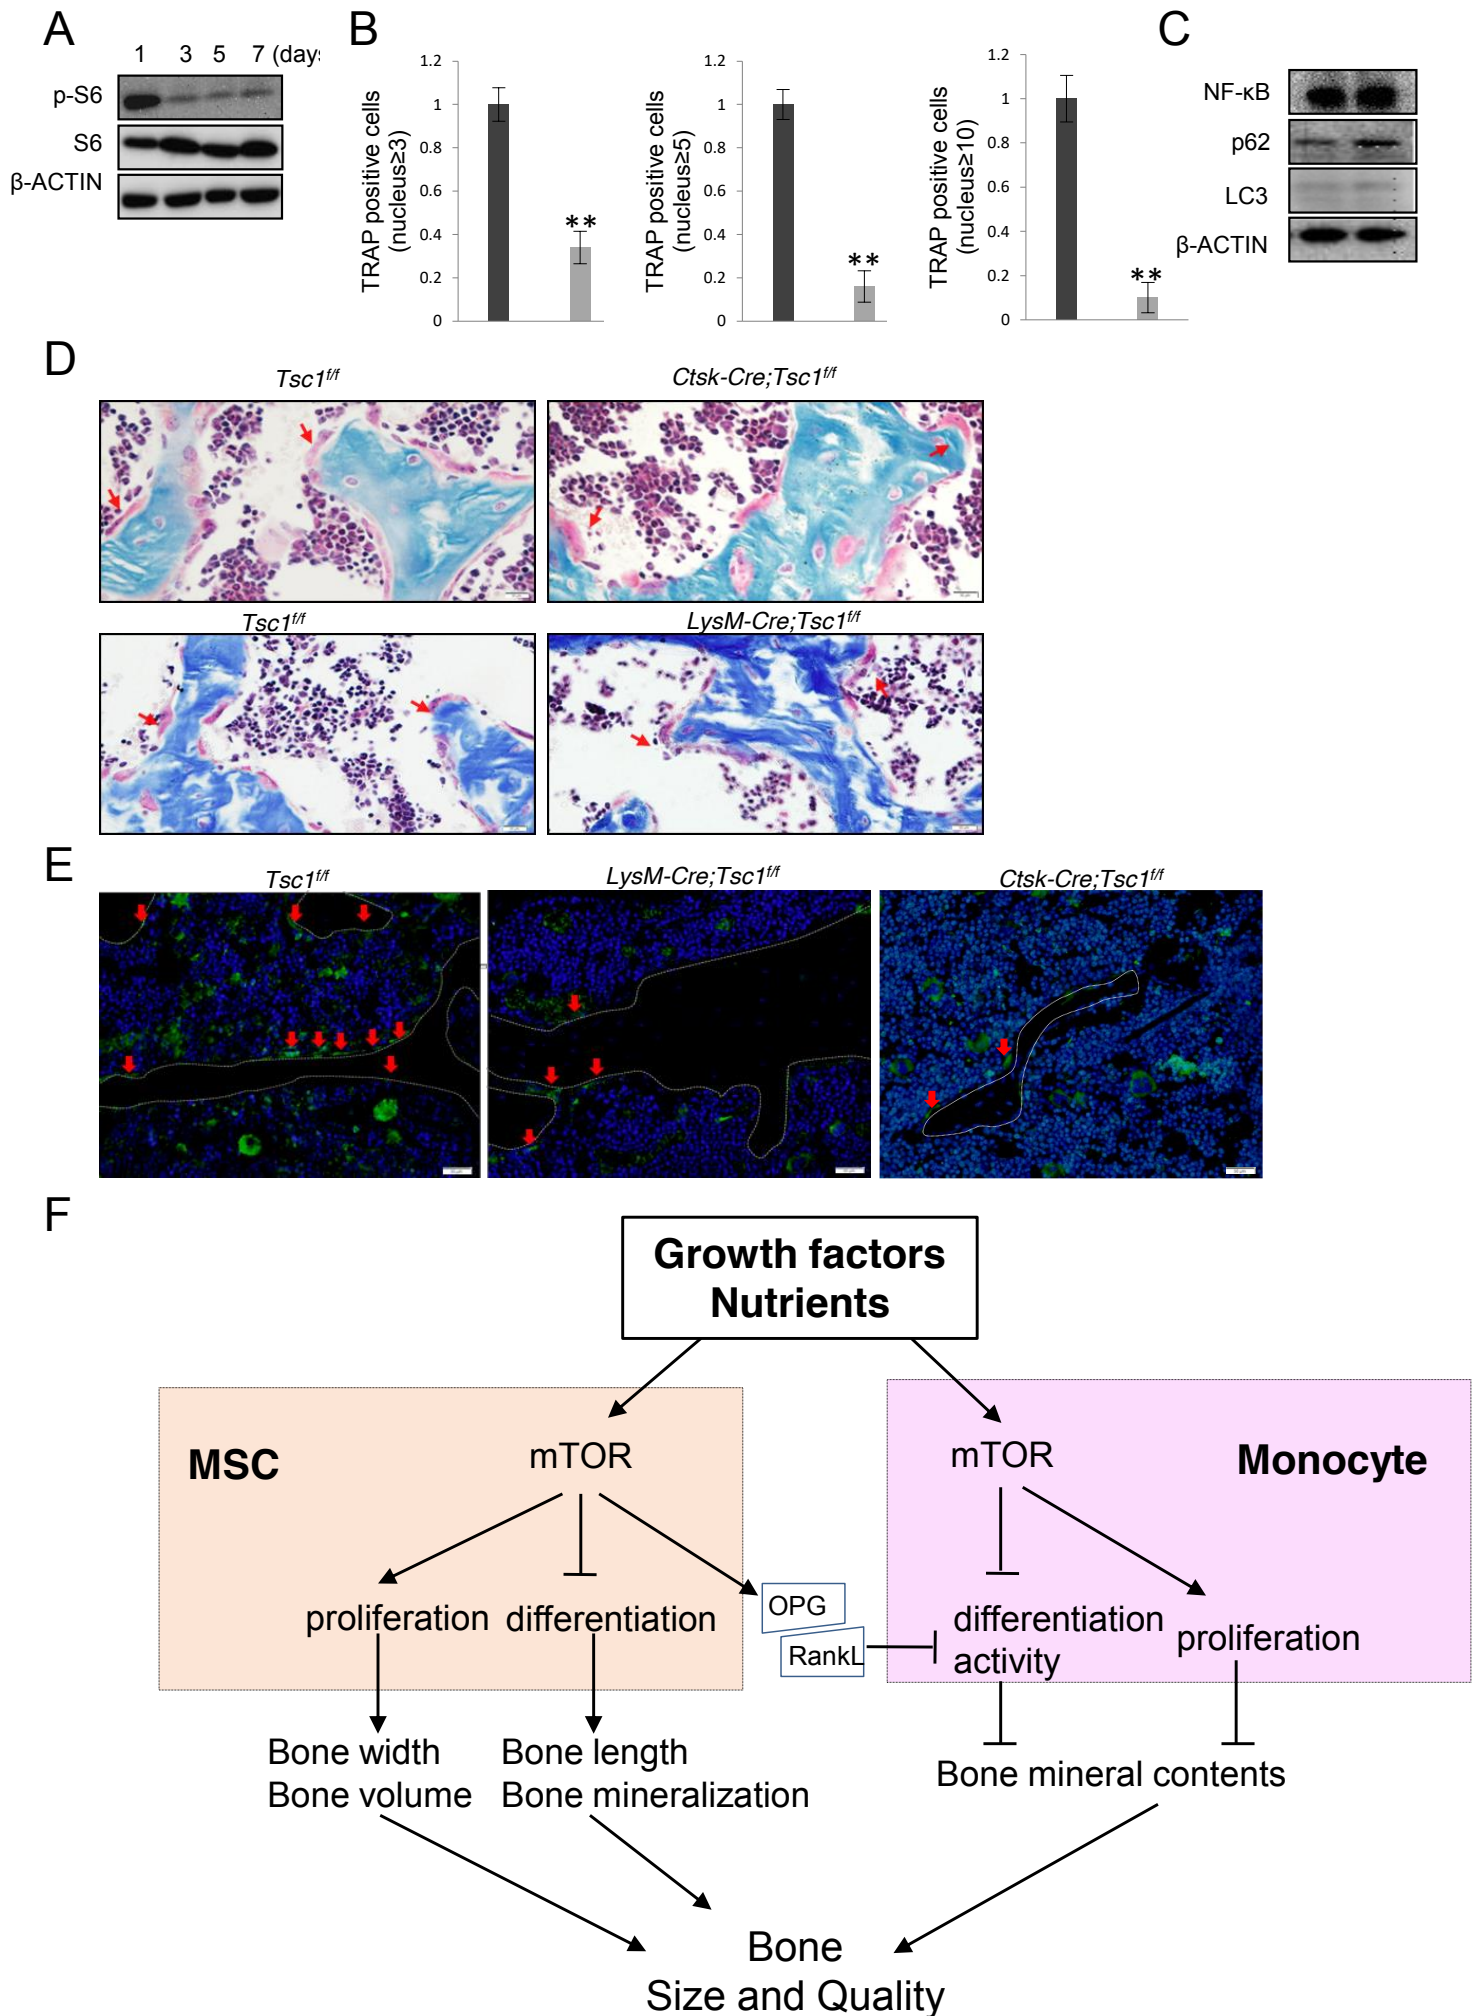 A
1 3 5 7 (days
p-S6
S6
β-ACTIN
B
1.2
1
0.8
0.6
0.4
0.2
0
TRAP positive cells
(nucleus≥3)
**
1.2
1
0.8
0.6
0.4
0.2
0
TRAP positive cells
(nucleus≥5)
**
1.2
1
0.8
0.6
0.4
0.2
0
TRAP positive cells
(nucleus≥10)
**
C
NF-κB
p62
LC3
β-ACTIN
D
Tsc1f/f
Ctsk-Cre;Tsc1f/f
Tsc1f/f
LysM-Cre;Tsc1f/f
E
Tsc1f/f
LysM-Cre;Tsc1f/f
Ctsk-Cre;Tsc1f/f
F
Growth factors
Nutrients
MSC
mTOR
mTOR
Monocyte
proliferation
differentiation
OPG
RankL
differentiation
activity
proliferation
Bone width
Bone volume
Bone length
Bone mineralization
Bone mineral contents
Bone
Size and Quality